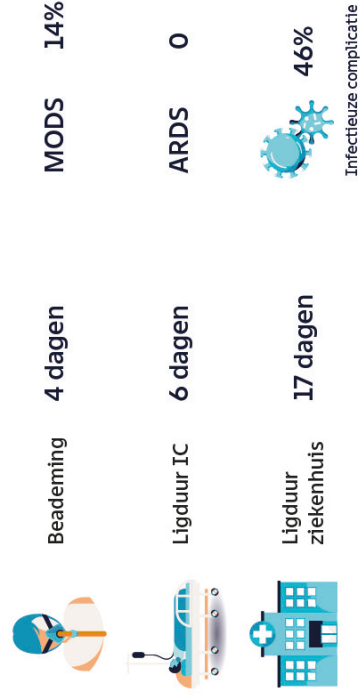 Beademing 4 dagen MODS 14%
Ligduur IC 6 dagen ARDS 0
Ligduur
ziekenhuis 17 dagen 46%
Infectieuze complicatie